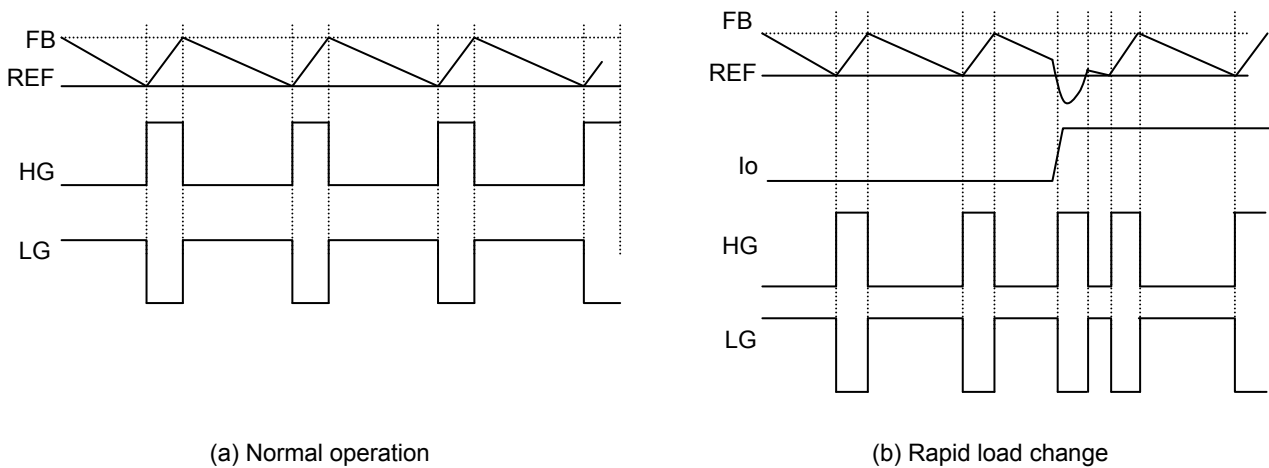 FB
REF
HG
LG
(a) Normal operation
FB
REF
Io
HG
LG
(b) Rapid load change